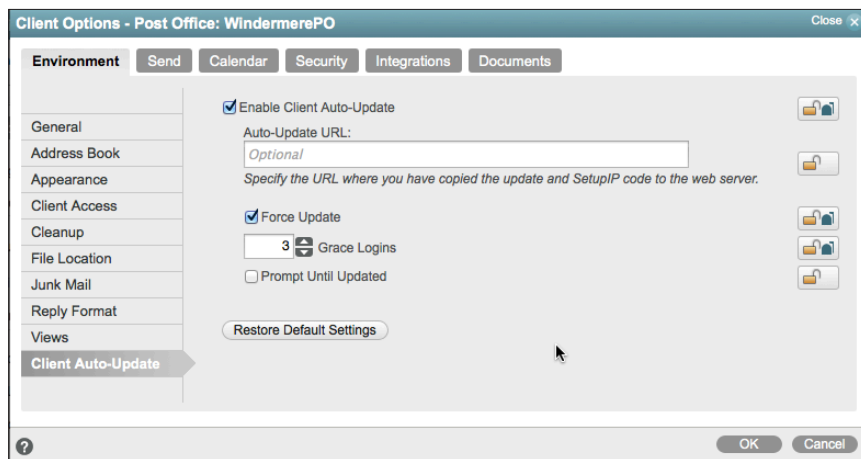 Client Options - Post Office: WindermerePO
Close x
Environment Send Calendar Security Integrations Documents
General
Address Book
Appearance
Client Access
Cleanup
File Location
Junk Mail
Reply Format
Views
Client Auto-Update
Enable Client Auto-Update
Auto-Update URL:
Optional
Specify the URL where you have copied the update and SetupIP code to the web server.
Force Update
3 Grace Logins
Prompt Until Updated
Restore Default Settings
?
OK Cancel